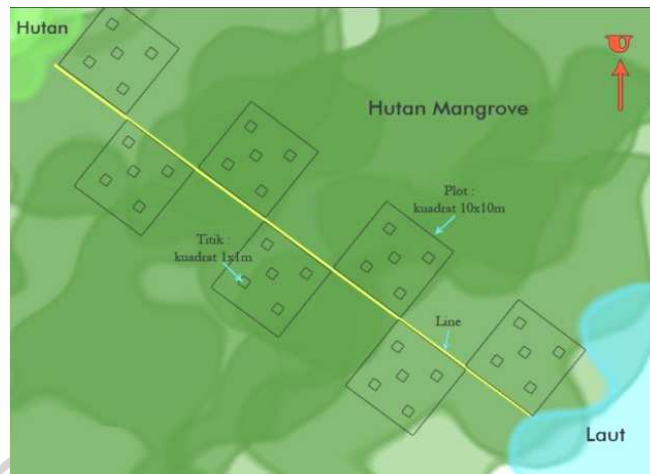 Hutan
U
Hutan Mangrove
Plot :
kuadrat 10x10m
Titik :
kuadrat 1x1m
Line
Laut